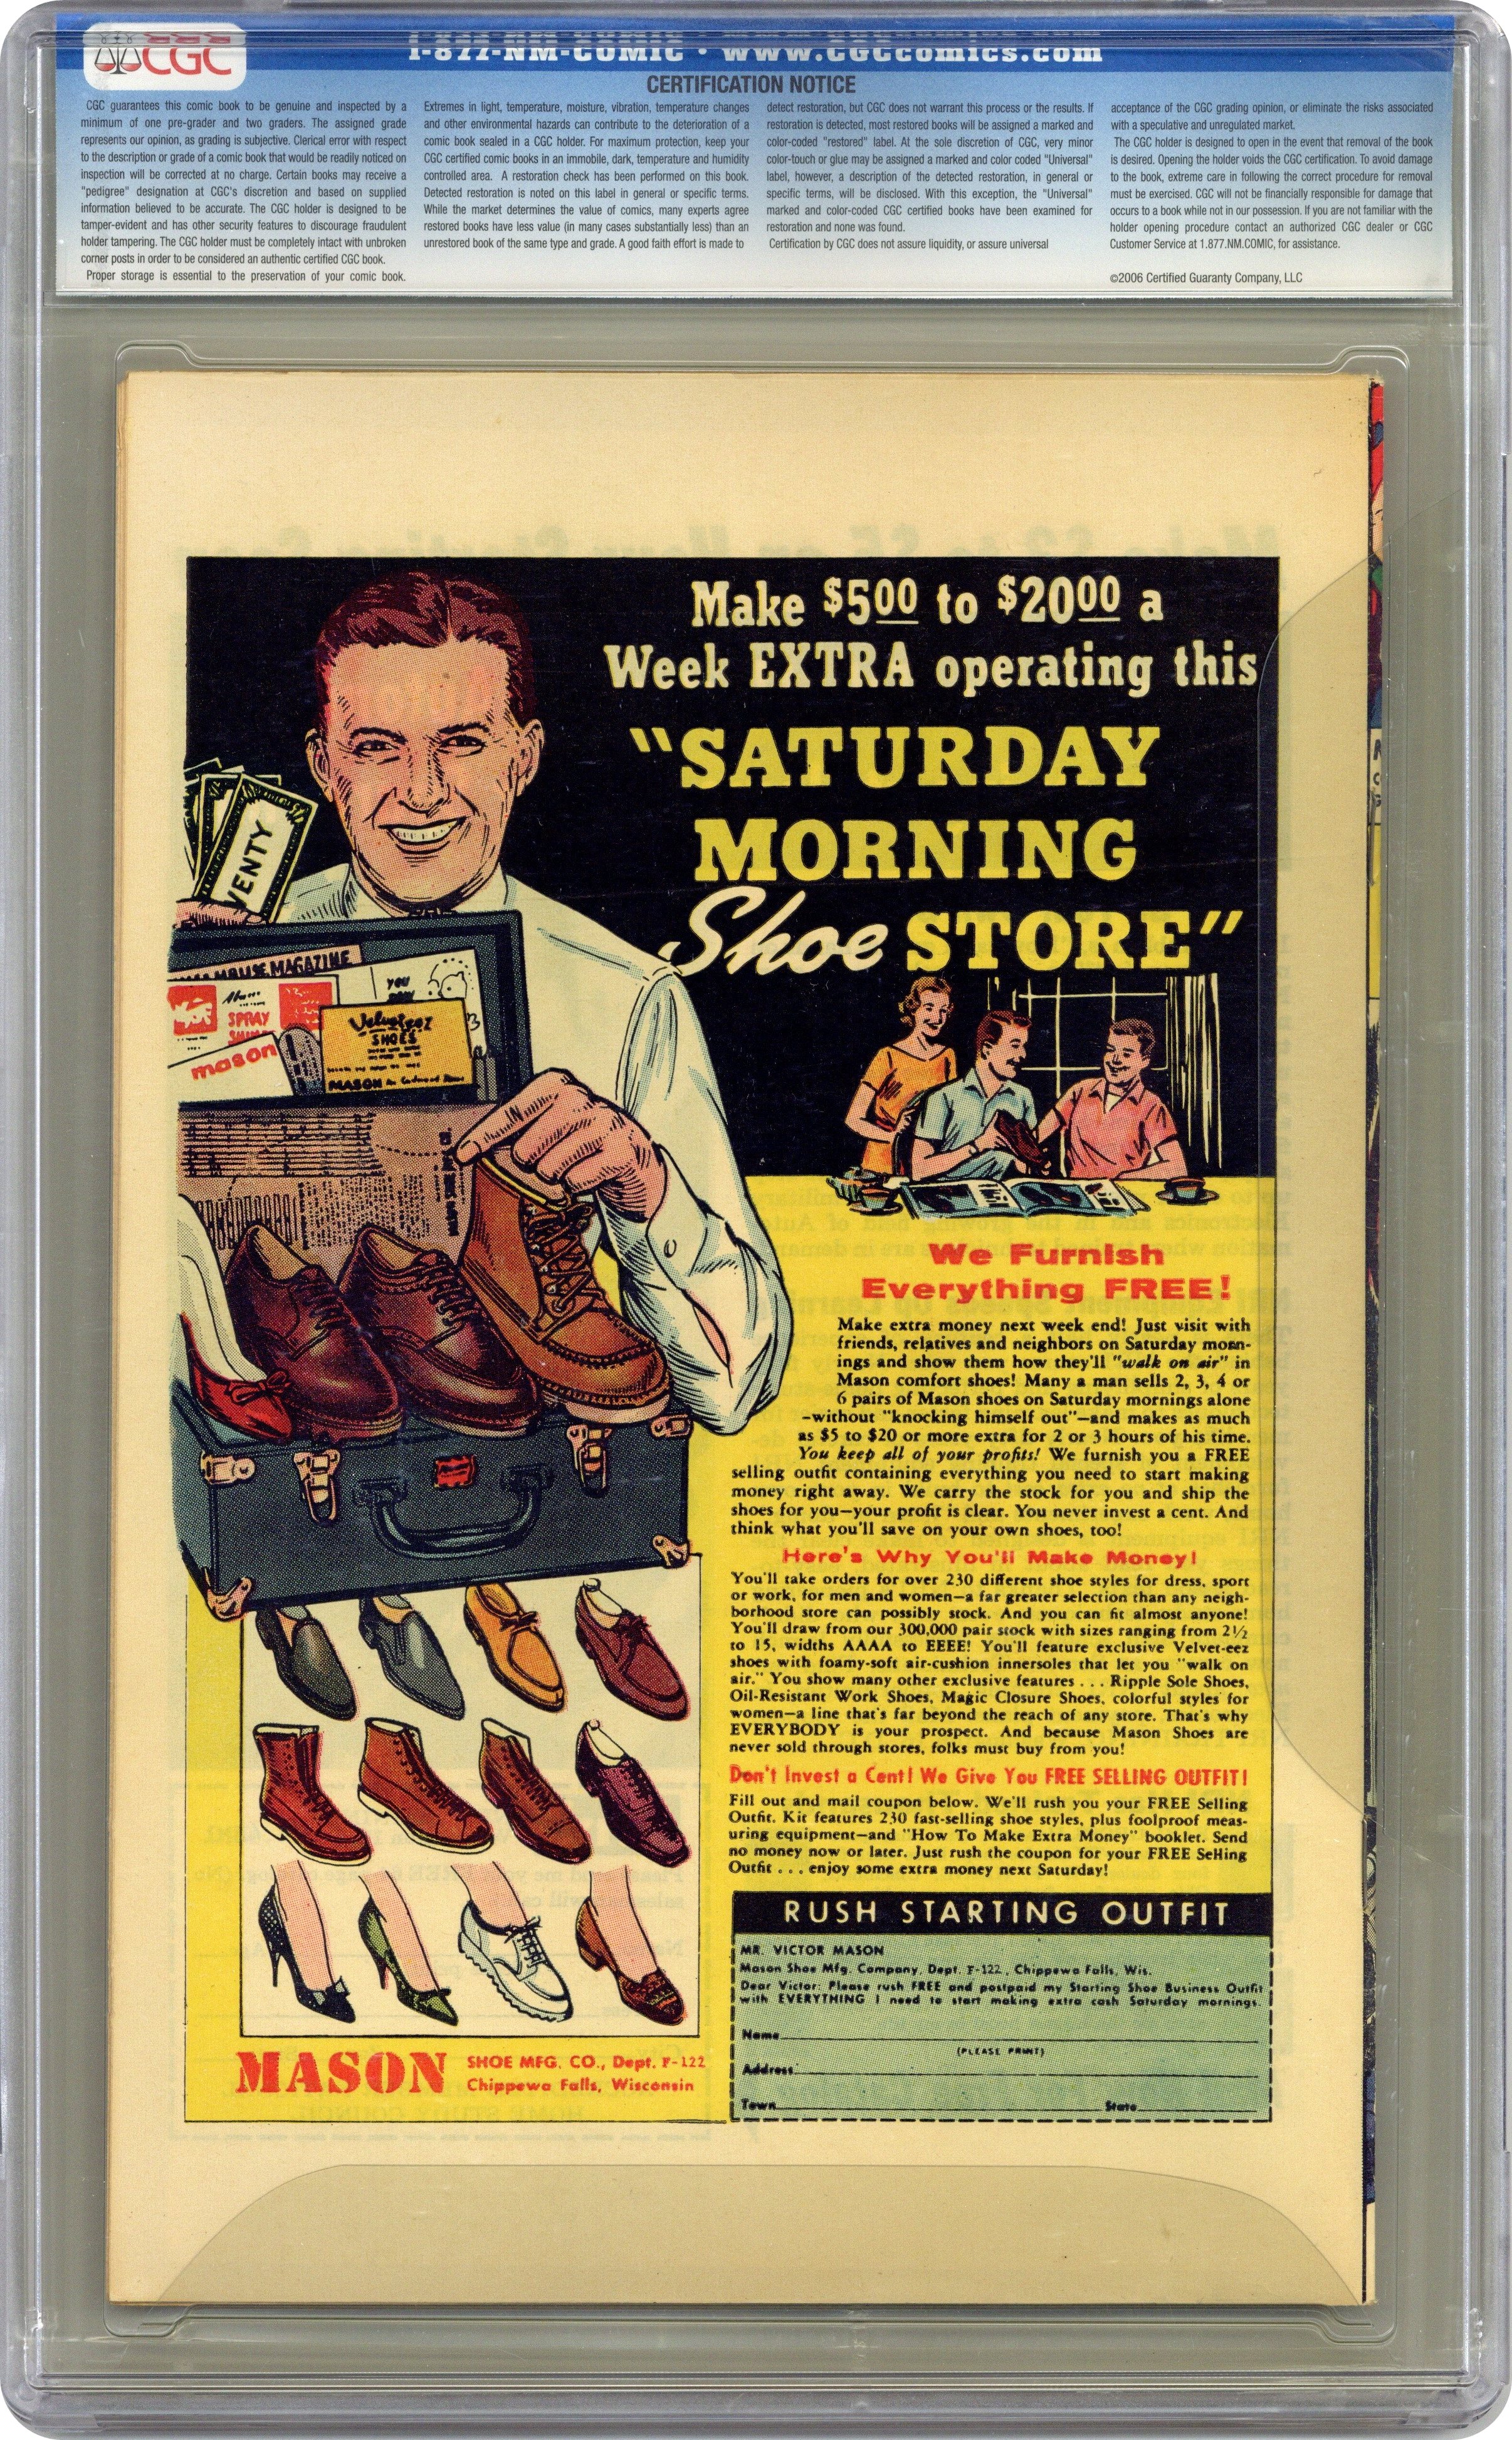 CGC
1-877-NM-COMIC • www.CGCcomics.com
CERTIFICATION NOTICE
CGC guarantees this comic book to be genuine and inspected by a
minimum of one pre-grader and two graders. The assigned grade
represents our opinion, as grading is subjective. Clerical error with respect
to the description or grade of a comic book that would be readily noticed on
inspection will be corrected at no charge. Certain books may receive a
"pedigree" designation at CGC's discretion and based on supplied
information believed to be accurate. The CGC holder is designed to be
tamper-evident and has other security features to discourage fraudulent
holder tampering. The CGC holder must be completely intact with unbroken
corner posts in order to be considered an authentic certified CGC book.
Proper storage is essential to the preservation of your comic book.
Extremes in light, temperature, moisture, vibration, temperature changes
and other environmental hazards can contribute to the deterioration of a
comic book sealed in a CGC holder. For maximum protection, keep your
CGC certified comic books in an immobile, dark, temperature and humidity
controlled area. A restoration check has been performed on this book.
Detected restoration is noted on this label in general or specific terms.
While the market determines the value of comics, many experts agree
restored books have less value (in many cases substantially less) than an
unrestored book of the same type and grade. A good faith effort is made to
detect restoration, but CGC does not warrant this process or the results. If
restoration is detected, most restored books will be assigned a marked and
color-coded "restored" label. At the sole discretion of CGC, very minor
color-touch or glue may be assigned a marked and color coded "Universal"
label, however, a description of the detected restoration, in general or
specific terms, will be disclosed. With this exception, the "Universal"
marked and color-coded CGC certified books have been examined for
restoration and none was found.
Certification by CGC does not assure liquidity, or assure universal
acceptance of the CGC grading opinion, or eliminate the risks associated
with a speculative and unregulated market.
The CGC holder is designed to open in the event that removal of the book
is desired. Opening the holder voids the CGC certification. To avoid damage
to the book, extreme care in following the correct procedure for removal
must be exercised. CGC will not be financially responsible for damage that
occurs to a book while not in our possession. If you are not familiar with the
holder opening procedure contact an authorized CGC dealer or CGC
Customer Service at 1.877.NM.COMIC, for assistance.
©2006 Certified Guaranty Company, LLC
Make $500 to $2000 a
Week EXTRA operating this
"SATURDAY
MORNING
Shoe STORE"
VENTY
MAGAZINE
YOU
SPRAY
mason
Velveteez
SHOES
MASON
We Furnish
Everything FREE!
Make extra money next week end! Just visit with
friends, relatives and neighbors on Saturday morn-
ings and show them how they'll "walk on air" in
Mason comfort shoes! Many a man sells 2, 3, 4 or
6 pairs of Mason shoes on Saturday mornings alone
-without "knocking himself out"—and makes as much
as $5 to $20 or more extra for 2 or 3 hours of his time.
You keep all of your profits! We furnish you a FREE
selling outfit containing everything you need to start making
money right away. We carry the stock for you and ship the
shoes for you—your profit is clear. You never invest a cent. And
think what you'll save on your own shoes, too!
Here's Why You'll Make Money!
You'll take orders for over 230 different shoe styles for dress, sport
or work, for men and women—a far greater selection than any neigh-
borhood store can possibly stock. And you can fit almost anyone!
You'll draw from our 300,000 pair stock with sizes ranging from 2½
to 15, widths AAAA to EEEE! You'll feature exclusive Velvet-eez
shoes with foamy-soft air-cushion innersoles that let you "walk on
air." You show many other exclusive features . . . Ripple Sole Shoes,
Oil-Resistant Work Shoes, Magic Closure Shoes, colorful styles for
women—a line that's far beyond the reach of any store. That's why
EVERYBODY is your prospect. And because Mason Shoes are
never sold through stores, folks must buy from you!
Don't Invest a Cent! We Give You FREE SELLING OUTFIT!
Fill out and mail coupon below. We'll rush you your FREE Selling
Outfit. Kit features 230 fast-selling shoe styles, plus foolproof meas-
uring equipment—and "How To Make Extra Money" booklet. Send
no money now or later. Just rush the coupon for your FREE Selling
Outfit . . . enjoy some extra money next Saturday!
RUSH STARTING OUTFIT
MR. VICTOR MASON
Mason Shoe Mfg. Company, Dept. F-122, Chippewa Falls, Wis.
Dear Victor: Please rush FREE and postpaid my Starting Shoe Business Outfit
with EVERYTHING I need to start making extra cash Saturday mornings.
Name
(PLEASE PRINT)
Address
Town State
MASON SHOE MFG. CO., Dept. F-122
Chippewa Falls, Wisconsin